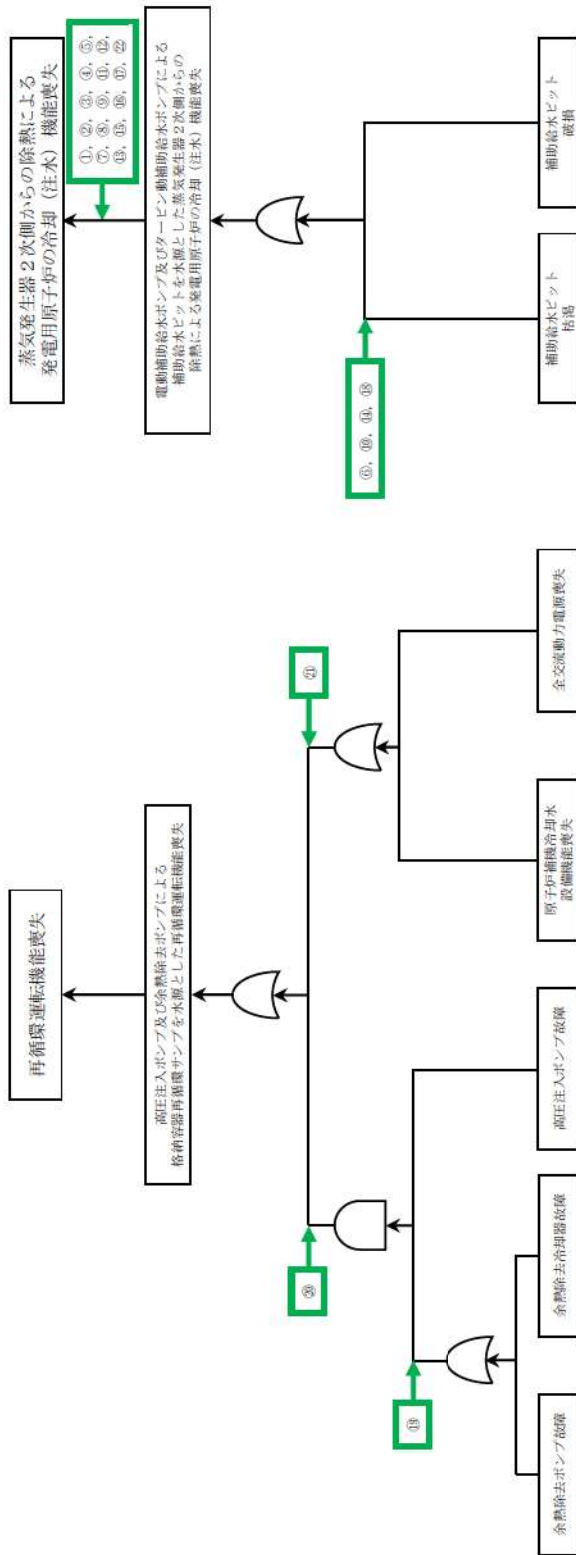 再循環運転機能喪失
高圧注入ポンプ及び余熱除去ポンプによる
格納容器再循環サンプを水源とした再循環運転機能喪失
⑳
㉑
⑲
余熱除去ポンプ故障
余熱除去冷却器故障
高圧注入ポンプ故障
原子炉補機冷却水
設備機能喪失
全交流動力電源喪失
蒸気発生器2次側からの除熱による
発電用原子炉の冷却(注水)機能喪失
①,②,③,④,⑤,
⑦,⑧,⑨,⑪,⑫,
⑬,⑮,⑯,⑰,㉒
電動補助給水ポンプ及びタービン動補助給水ポンプによる
補助給水ピットを水源とした蒸気発生器2次側からの
除熱による発電用原子炉の冷却(注水)機能喪失
⑥,⑩,⑭,⑱
補助給水ピット
枯渇
補助給水ピット
破損